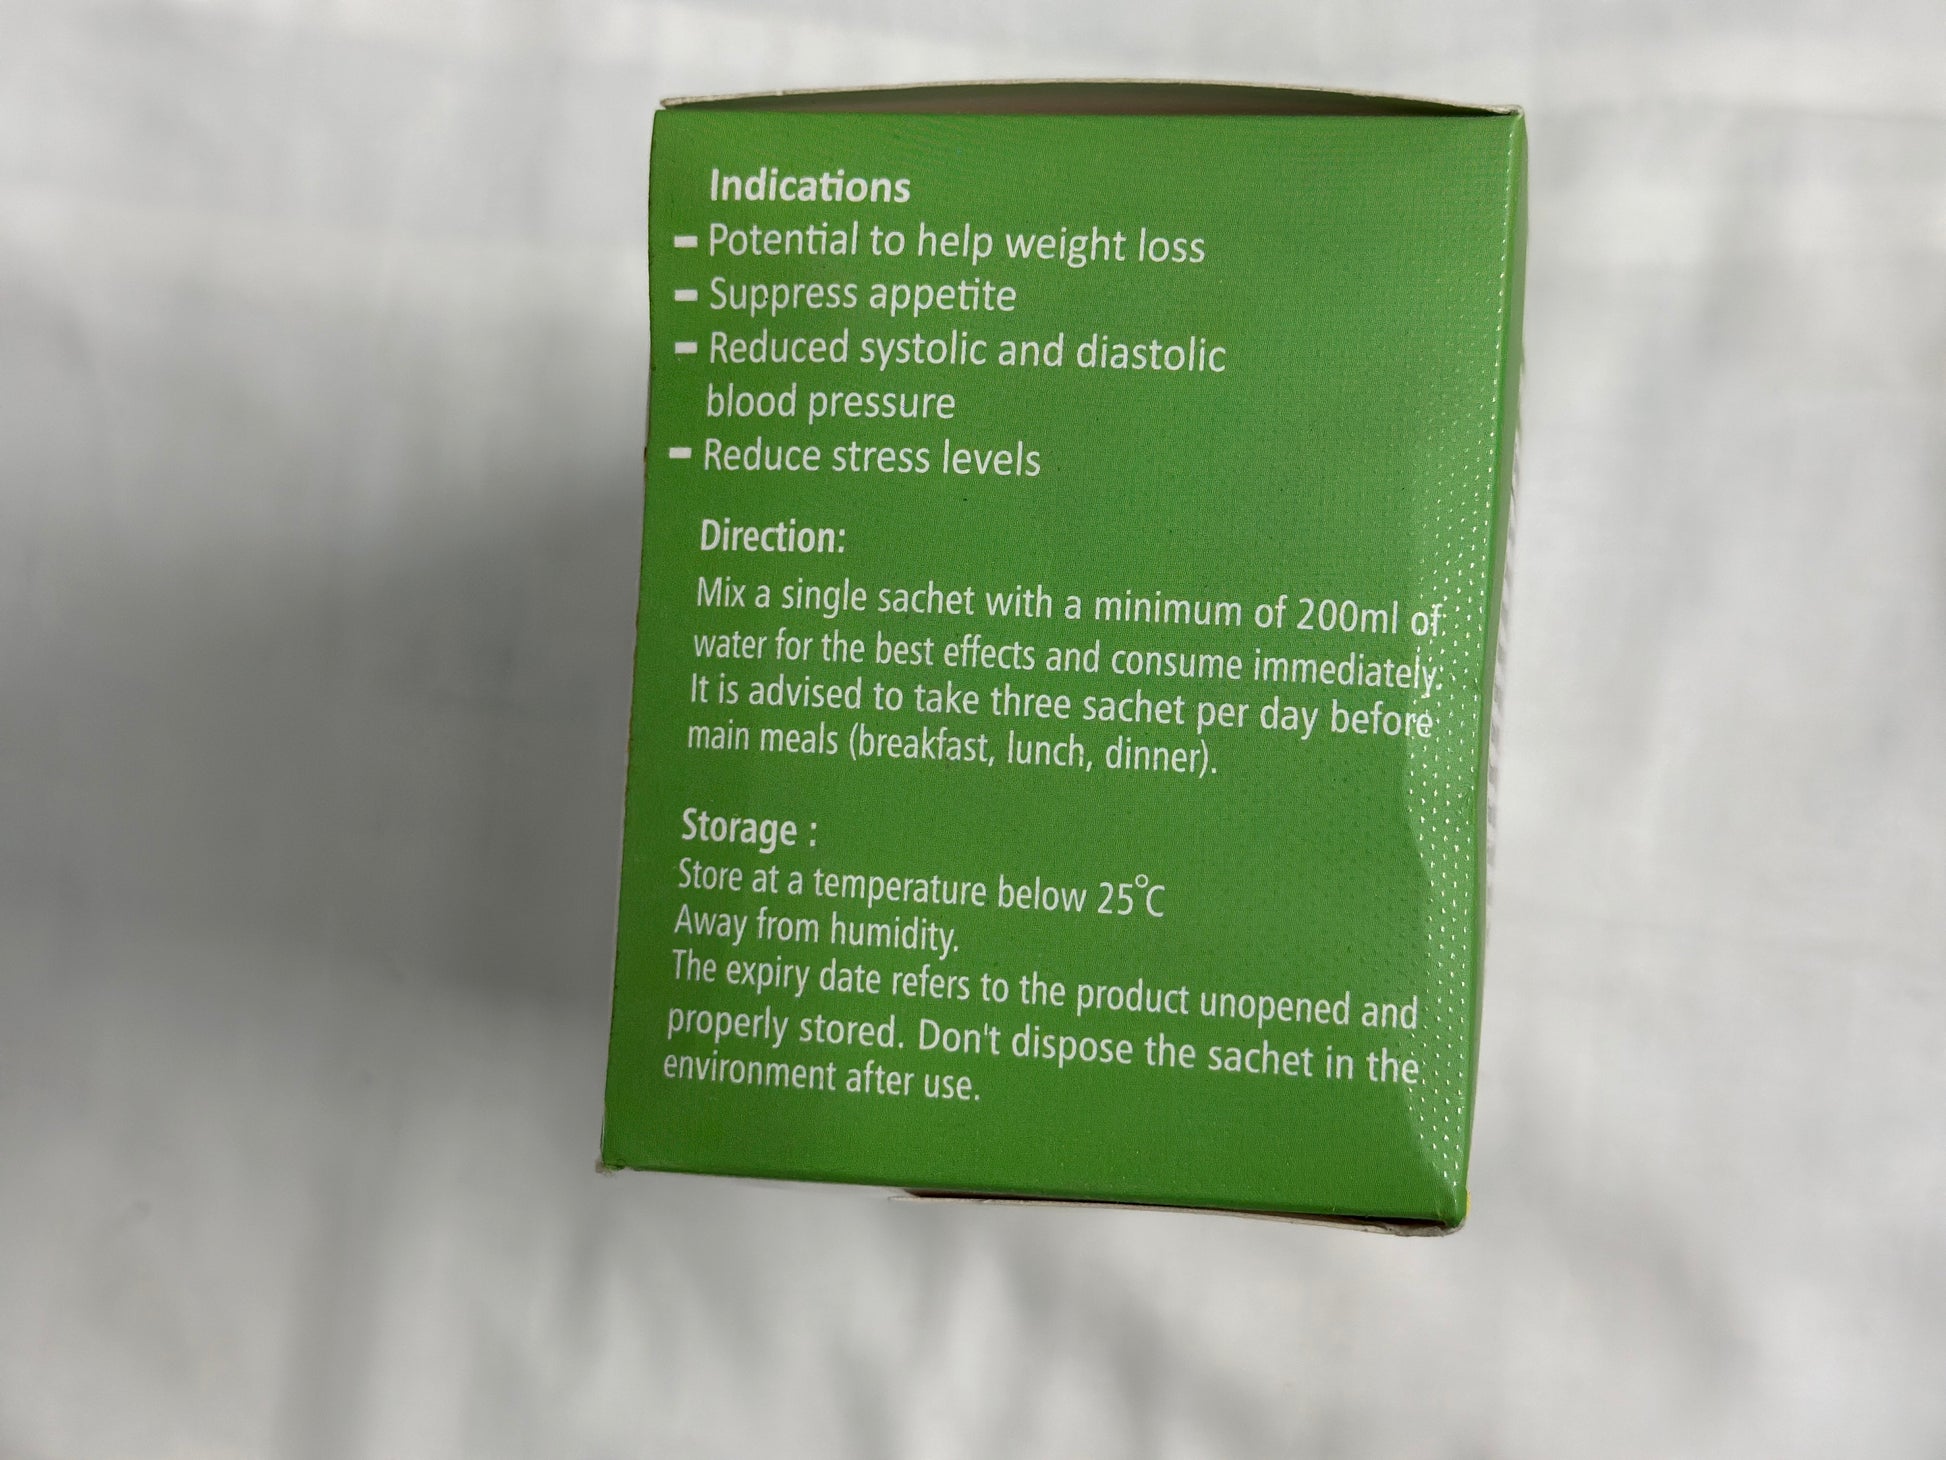 Indications
- Potential to help weight loss
- Suppress appetite
- Reduced systolic and diastolic
blood pressure
- Reduce stress levels
Direction:
Mix a single sachet with a minimum of 200ml of
water for the best effects and consume immediately.
It is advised to take three sachet per day before
main meals (breakfast, lunch, dinner).
Storage :
Store at a temperature below 25°C
Away from humidity.
The expiry date refers to the product unopened and
properly stored. Don't dispose the sachet in the
environment after use.